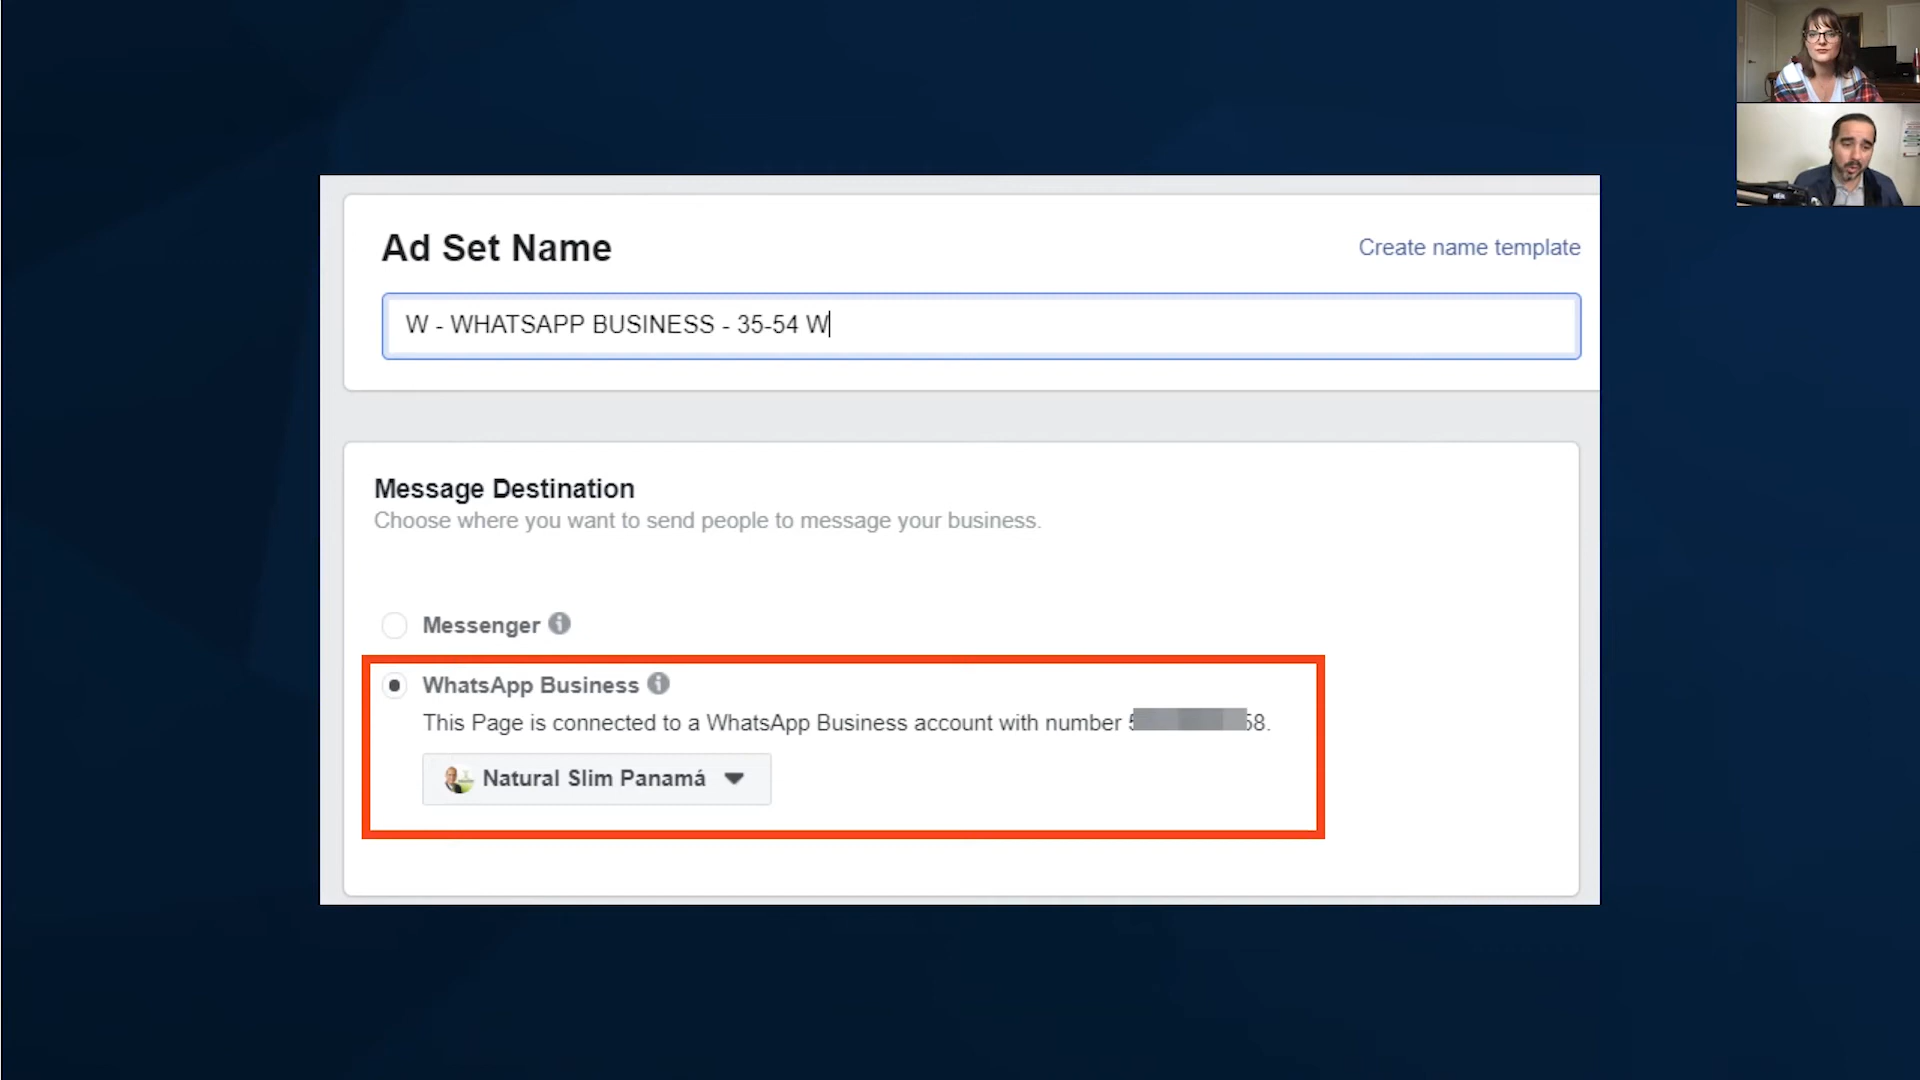 Ad Set Name
Create name template
W - WHATSAPP BUSINESS - 35-54 W
Message Destination
Choose where you want to send people to message your business.
Messenger
WhatsApp Business
This Page is connected to a WhatsApp Business account with number 58.
Natural Slim Panamá